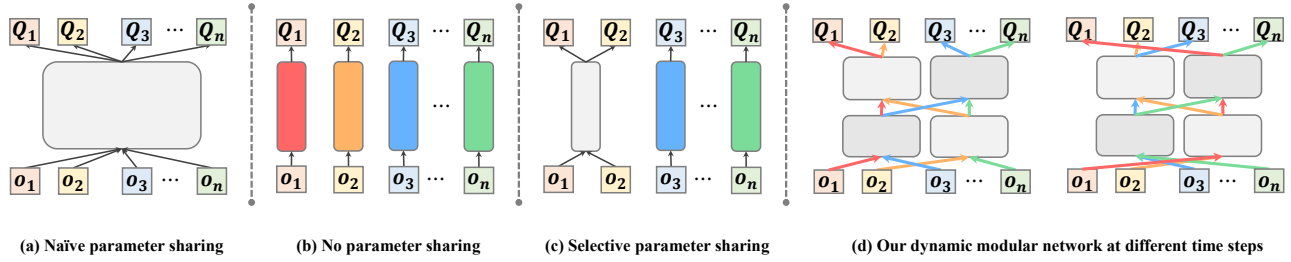 Q1 Q2 Q3 ... Qn Q1 Q2 Q3 ... Qn Q1 Q2 Q3 ... Qn Q1 Q2 Q3 ... Qn Q1 Q2 Q3 ... Qn
... ...
o1 o2 o3 ... on o1 o2 o3 ... on o1 o2 o3 ... on o1 o2 o3 ... on o1 o2 o3 ... on
(a) Naïve parameter sharing (b) No parameter sharing (c) Selective parameter sharing (d) Our dynamic modular network at different time steps